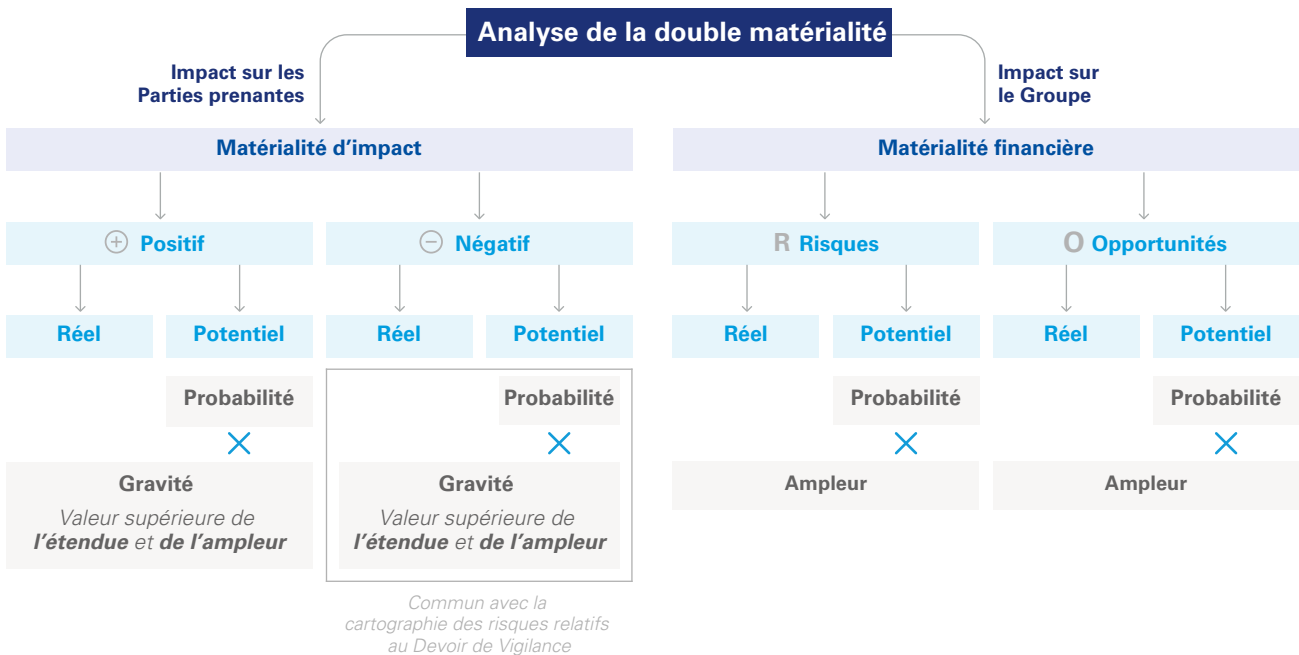 Analyse de la double matérialité
Impact sur les
Parties prenantes
Impact sur
le Groupe
Matérialité d’impact
Matérialité financière
Positif
Négatif
R Risques
O Opportunités
Réel
Potentiel
Réel
Potentiel
Réel
Potentiel
Réel
Potentiel
Probabilité
Probabilité
Probabilité
Probabilité
Gravité
Valeur supérieure de
l’étendue et de l’ampleur
Gravité
Valeur supérieure de
l’étendue et de l’ampleur
Ampleur
Ampleur
Commun avec la
cartographie des risques relatifs
au Devoir de Vigilance